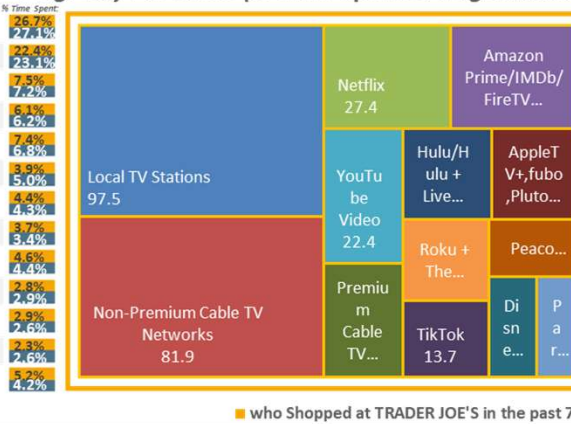 % Time Spent:
26.7%
27.1%
22.4%
23.1%
7.5%
7.2%
6.1%
6.2%
7.4%
6.8%
3.9%
5.0%
4.4%
4.3%
3.7%
3.4%
4.6%
4.4%
2.8%
2.9%
2.9%
2.6%
2.3%
2.6%
5.2%
4.2%
Local TV Stations
97.5
Non-Premium Cable TV
Networks
81.9
Netflix
27.4
Amazon
Prime/IMDb/
FireTV...
YouTu
be
Video
22.4
Hulu/H
ulu +
Live...
AppleT
V+,fubo
,Pluto...
Premiu
m
Cable
TV...
Roku +
The...
Peaco...
TikTok
13.7
Di
sne
e...
P
a
r...
who Shopped at TRADER JOE'S in the past 7